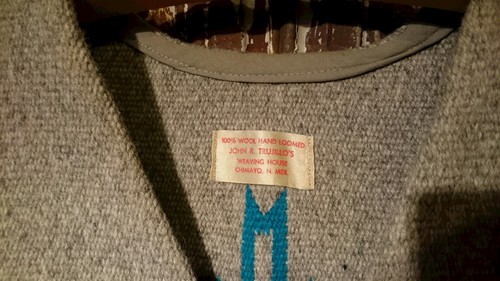 100% WOOL HAND LOOMED
JOHN R. TRUJILLO'S
WEAVING HOUSE
CHIMAYO, N. MEX.